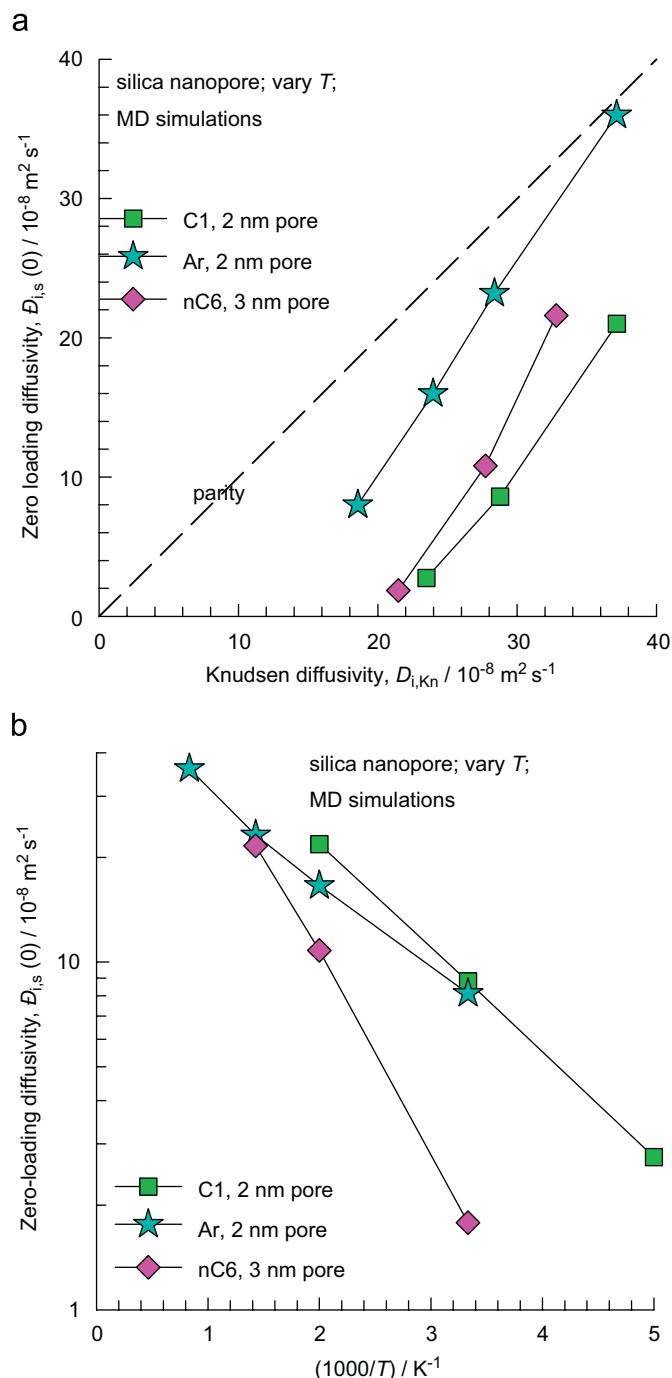 a
40
silica nanopore; vary T;
MD simulations
30
C1, 2 nm pore
Ar, 2 nm pore
nC6, 3 nm pore
20
10
parity
0
0 10 20 30 40
Zero loading diffusivity, Đi,s (0) / 10⁻⁸ m² s⁻¹
Knudsen diffusivity, Di,Kn / 10⁻⁸ m² s⁻¹
b
silica nanopore; vary T;
MD simulations
10
C1, 2 nm pore
Ar, 2 nm pore
nC6, 3 nm pore
1
0 1 2 3 4 5
Zero-loading diffusivity, Đi,s (0) / 10⁻⁸ m² s⁻¹
(1000/T) / K⁻¹